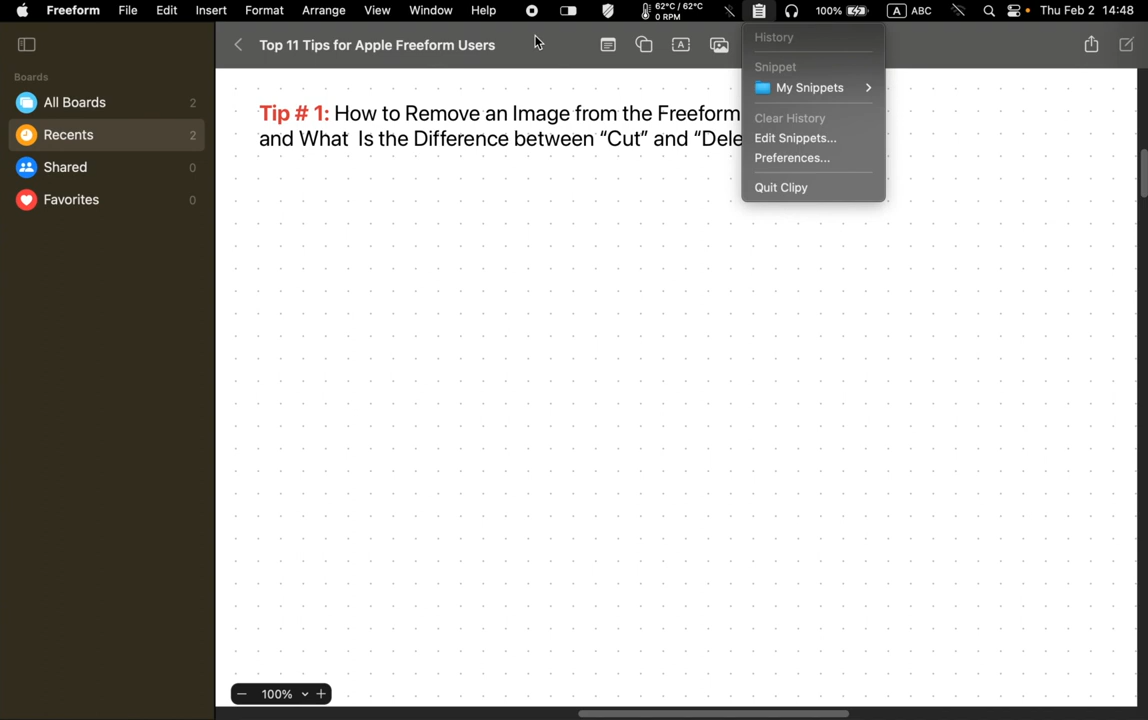 Freeform File Edit Insert Format Arrange View Window Help 62°C / 62°C 0 RPM 100% A ABC Thu Feb 2 14:48
Top 11 Tips for Apple Freeform Users
A
History
Snippet
My Snippets
Clear History
Edit Snippets...
Preferences...
Quit Clipy
Boards
All Boards 2
Recents 2
Shared 0
Favorites 0
Tip # 1: How to Remove an Image from the Freeform
and What Is the Difference between “Cut” and “Dele
100%